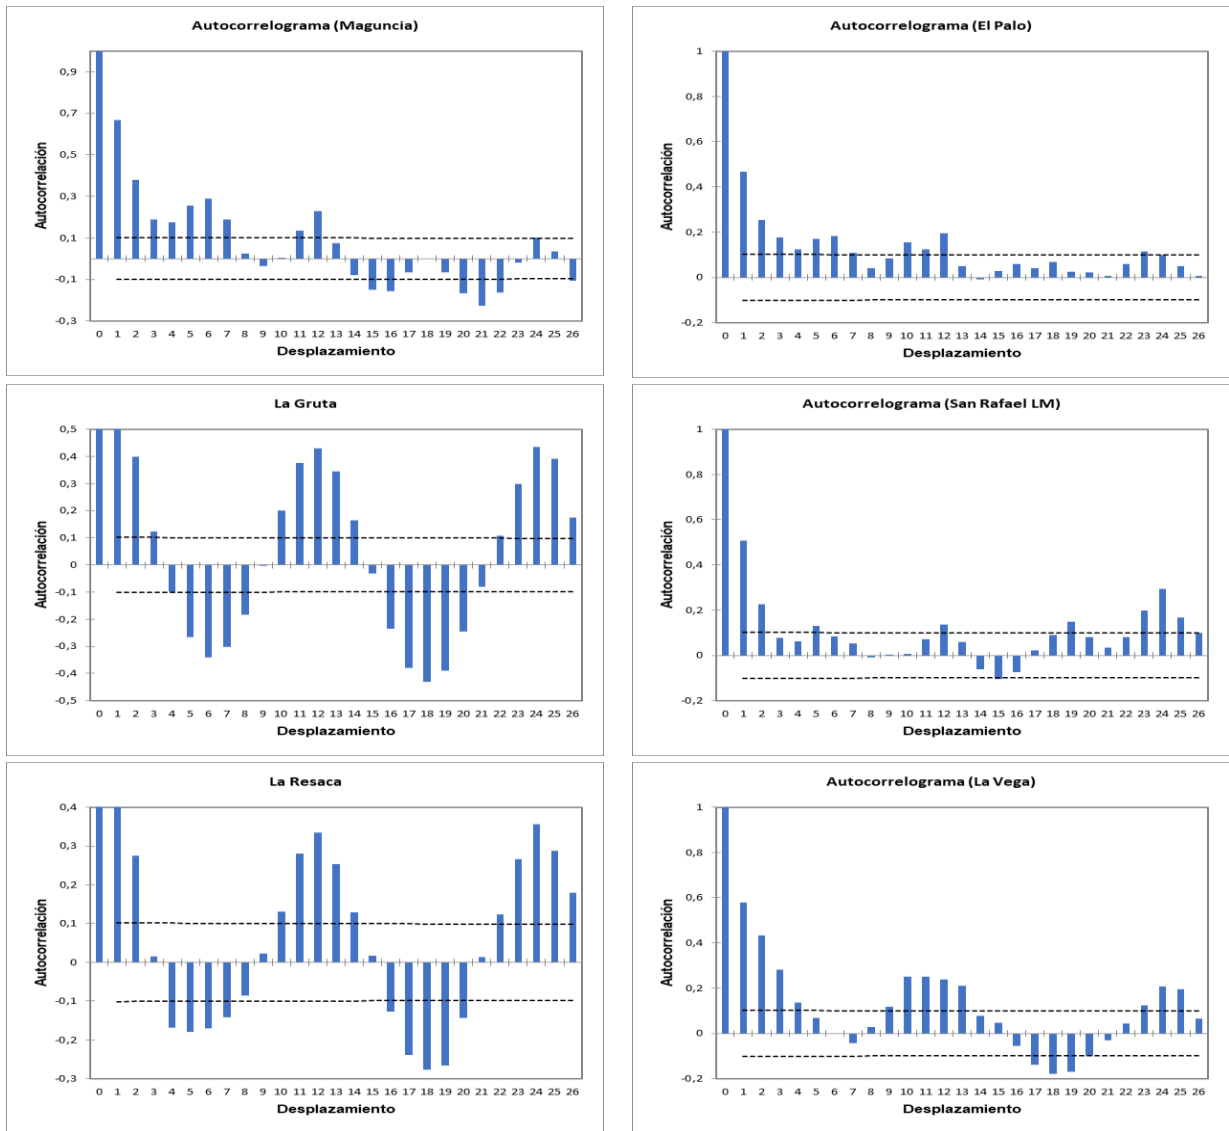 Autocorrelograma (Maguncia)
Autocorrelación
0,9
0,7
0,5
0,3
0,1
-0,1
-0,3
0 1 2 3 4 5 6 7 8 9 10 11 12 13 14 15 16 17 18 19 20 21 22 23 24 25 26
Desplazamiento
Autocorrelograma (El Palo)
Autocorrelación
1
0,8
0,6
0,4
0,2
0
-0,2
0 1 2 3 4 5 6 7 8 9 10 11 12 13 14 15 16 17 18 19 20 21 22 23 24 25 26
Desplazamiento
La Gruta
Autocorrelación
0,5
0,4
0,3
0,2
0,1
0
-0,1
-0,2
-0,3
-0,4
-0,5
0 1 2 3 4 5 6 7 8 9 10 11 12 13 14 15 16 17 18 19 20 21 22 23 24 25 26
Desplazamiento
Autocorrelograma (San Rafael LM)
Autocorrelación
1
0,8
0,6
0,4
0,2
0
-0,2
0 1 2 3 4 5 6 7 8 9 10 11 12 13 14 15 16 17 18 19 20 21 22 23 24 25 26
Desplazamiento
La Resaca
Autocorrelación
0,4
0,3
0,2
0,1
0
-0,1
-0,2
-0,3
0 1 2 3 4 5 6 7 8 9 10 11 12 13 14 15 16 17 18 19 20 21 22 23 24 25 26
Desplazamiento
Autocorrelograma (La Vega)
Autocorrelación
1
0,8
0,6
0,4
0,2
0
-0,2
0 1 2 3 4 5 6 7 8 9 10 11 12 13 14 15 16 17 18 19 20 21 22 23 24 25 26
Desplazamiento